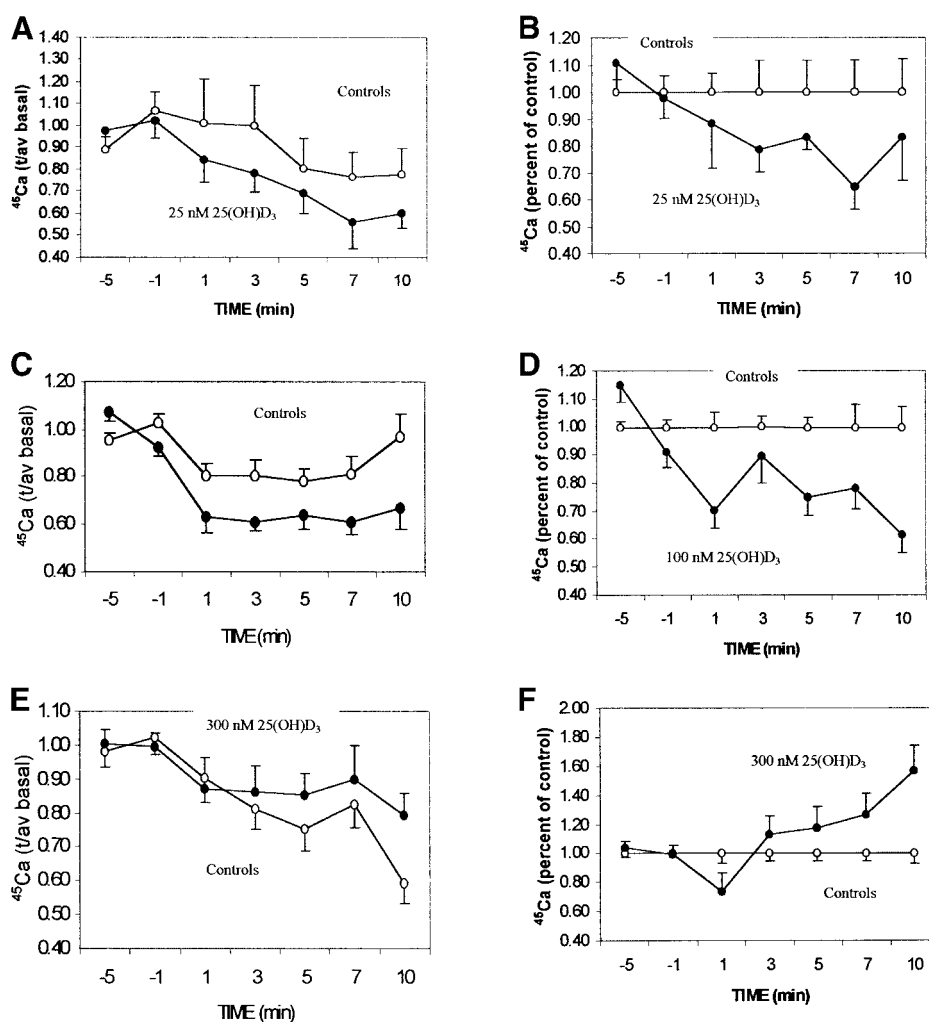 A
⁴⁵Ca (t/av basal)
1.40
1.30
1.20
1.10
1.00
0.90
0.80
0.70
0.60
0.50
0.40
Controls
25 nM 25(OH)D₃
-5 -1 1 3 5 7 10
TIME (min)
B
⁴⁵Ca (percent of control)
1.20
1.10
1.00
0.90
0.80
0.70
0.60
0.50
0.40
Controls
25 nM 25(OH)D₃
-5 -1 1 3 5 7 10
TIME (min)
C
⁴⁵Ca (t/av basal)
1.20
1.00
0.80
0.60
0.40
Controls
-5 -1 1 3 5 7 10
TIME (min)
D
⁴⁵Ca (percent of control)
1.20
1.10
1.00
0.90
0.80
0.70
0.60
0.50
0.40
Controls
100 nM 25(OH)D₃
-5 -1 1 3 5 7 10
TIME (min)
E
⁴⁵Ca (t/av basal)
1.10
1.00
0.90
0.80
0.70
0.60
0.50
0.40
300 nM 25(OH)D₃
Controls
-5 -1 1 3 5 7 10
TIME (min)
F
⁴⁵Ca (percent of control)
2.00
1.80
1.60
1.40
1.20
1.00
0.80
0.60
0.40
300 nM 25(OH)D₃
Controls
-5 -1 1 3 5 7 10
TIME (min)